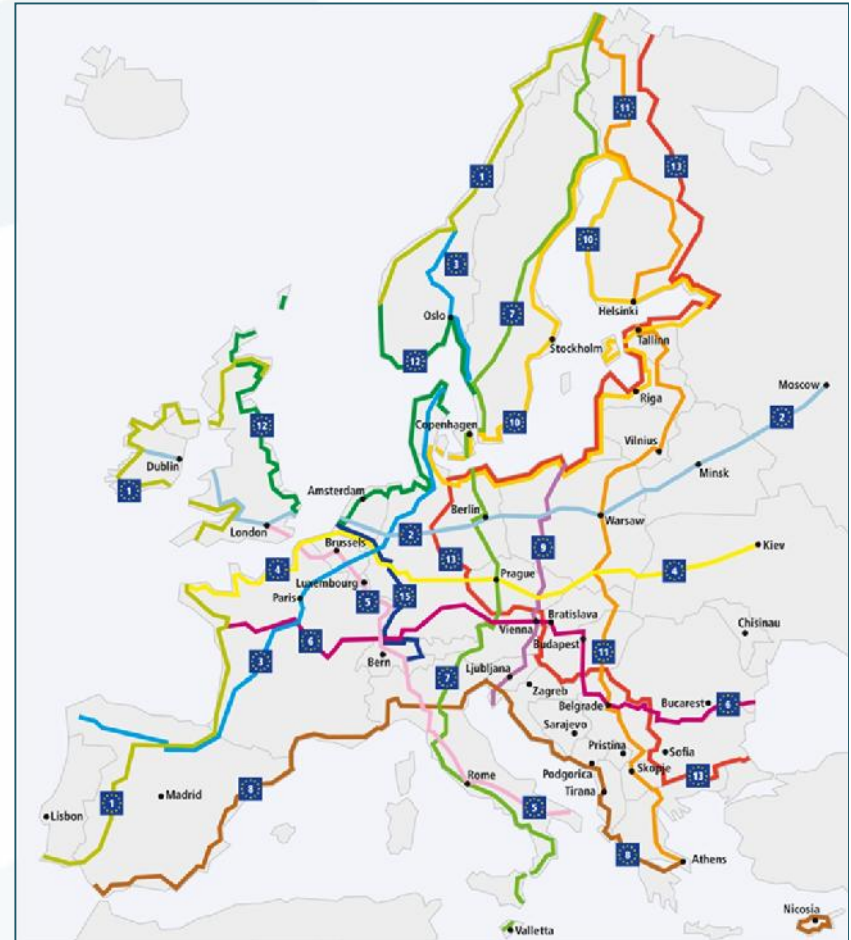 11
1
13
10
3
Oslo
7
Helsinki
Tallinn
Stockholm
12
Moscow
Riga
2
Copenhagen
10
12
Vilnius
Minsk
Dublin
1
Amsterdam
London
Berlin
Warsaw
2
Brussels
9
Kiev
13
4
4
Prague
Luxembourg
Paris
5
15
Chisinau
Vienna
Bratislava
6
Budapest
Bern
11
3
7
Ljubljana
Zagreb
Belgrade
Bucarest
6
Sarajevo
Pristina
Sofia
Skopje
13
Podgorica
Tirana
8
Madrid
1
Lisbon
Rome
5
8
Athens
Nicosia
Valletta